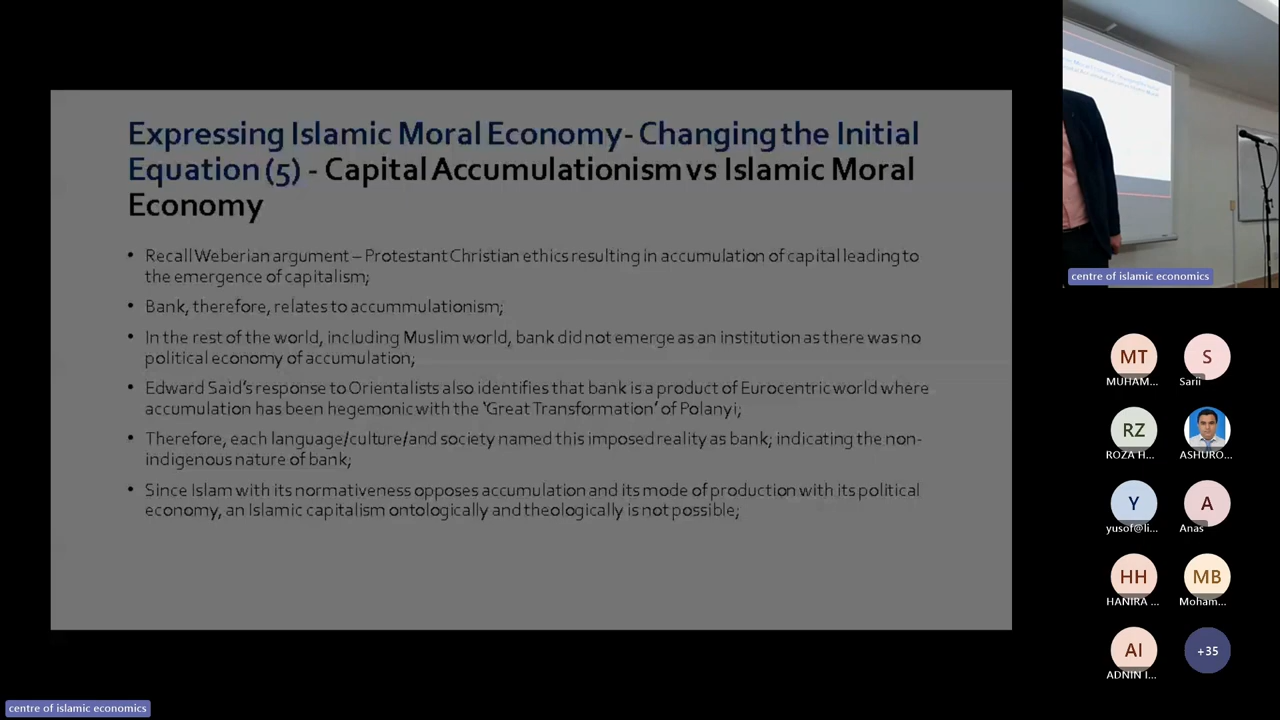 Expressing Islamic Moral Economy- Changing the Initial
Equation (5) - Capital Accumulationism vs Islamic Moral
Economy
• Recall Weberian argument – Protestant Christian ethics resulting in accumulation of capital leading to
the emergence of capitalism;
• Bank, therefore, relates to accummulationism;
• In the rest of the world, including Muslim world, bank did not emerge as an institution as there was no
political economy of accumulation;
• Edward Said's response to Orientalists also identifies that bank is a product of Eurocentric world where
accumulation has been hegemonic with the 'Great Transformation' of Polanyi;
• Therefore, each language/culture/and society named this imposed reality as bank; indicating the non-
indigenous nature of bank;
• Since Islam with its normativeness opposes accumulation and its mode of production with its political
economy, an Islamic capitalism ontologically and theologically is not possible;
centre of islamic economics
MT
MUHAM...
S
Sarii
RZ
ROZA H...
ASHURO...
Y
yusof@li...
A
Anas
HH
HANIRA ...
MB
Moham...
AI
ADNIN I...
+35
centre of islamic economics